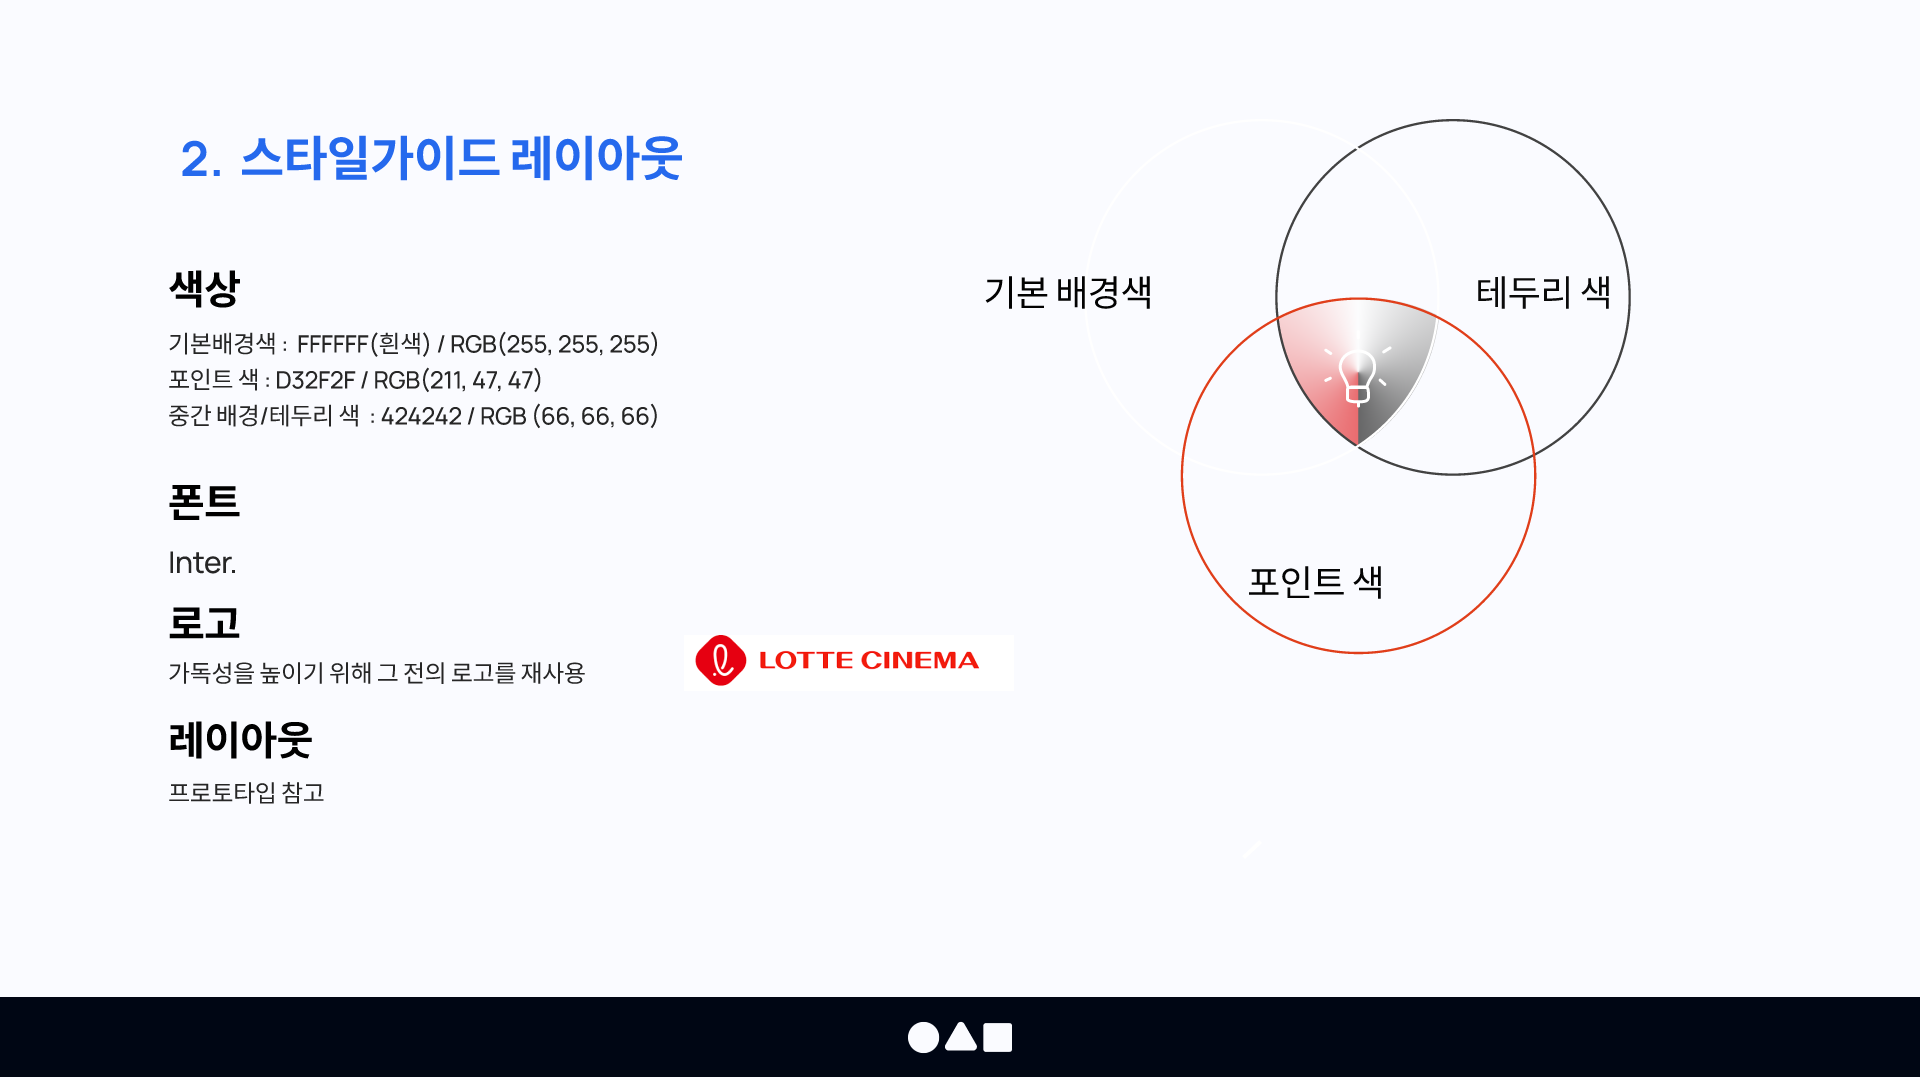 2. 스타일가이드 레이아웃
색상
기본배경색 : FFFFFF(흰색) / RGB(255, 255, 255)
포인트 색 : D32F2F / RGB(211, 47, 47)
중간 배경/테두리 색 : 424242 / RGB (66, 66, 66)
폰트
Inter.
로고
가독성을 높이기 위해 그 전의 로고를 재사용
LOTTE CINEMA
레이아웃
프로토타입 참고
기본 배경색
테두리 색
포인트 색